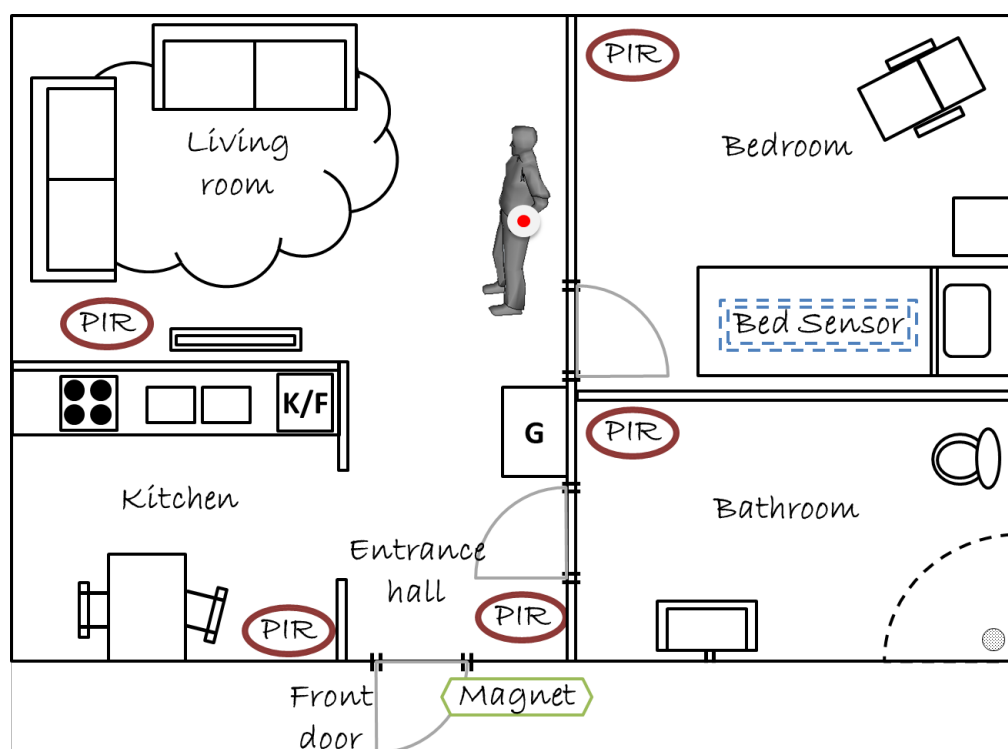 PIR
Living
room
Bedroom
PIR
Bed Sensor
K/F
G
PIR
Kitchen
Bathroom
Entrance
hall
PIR
PIR
Front
door
Magnet